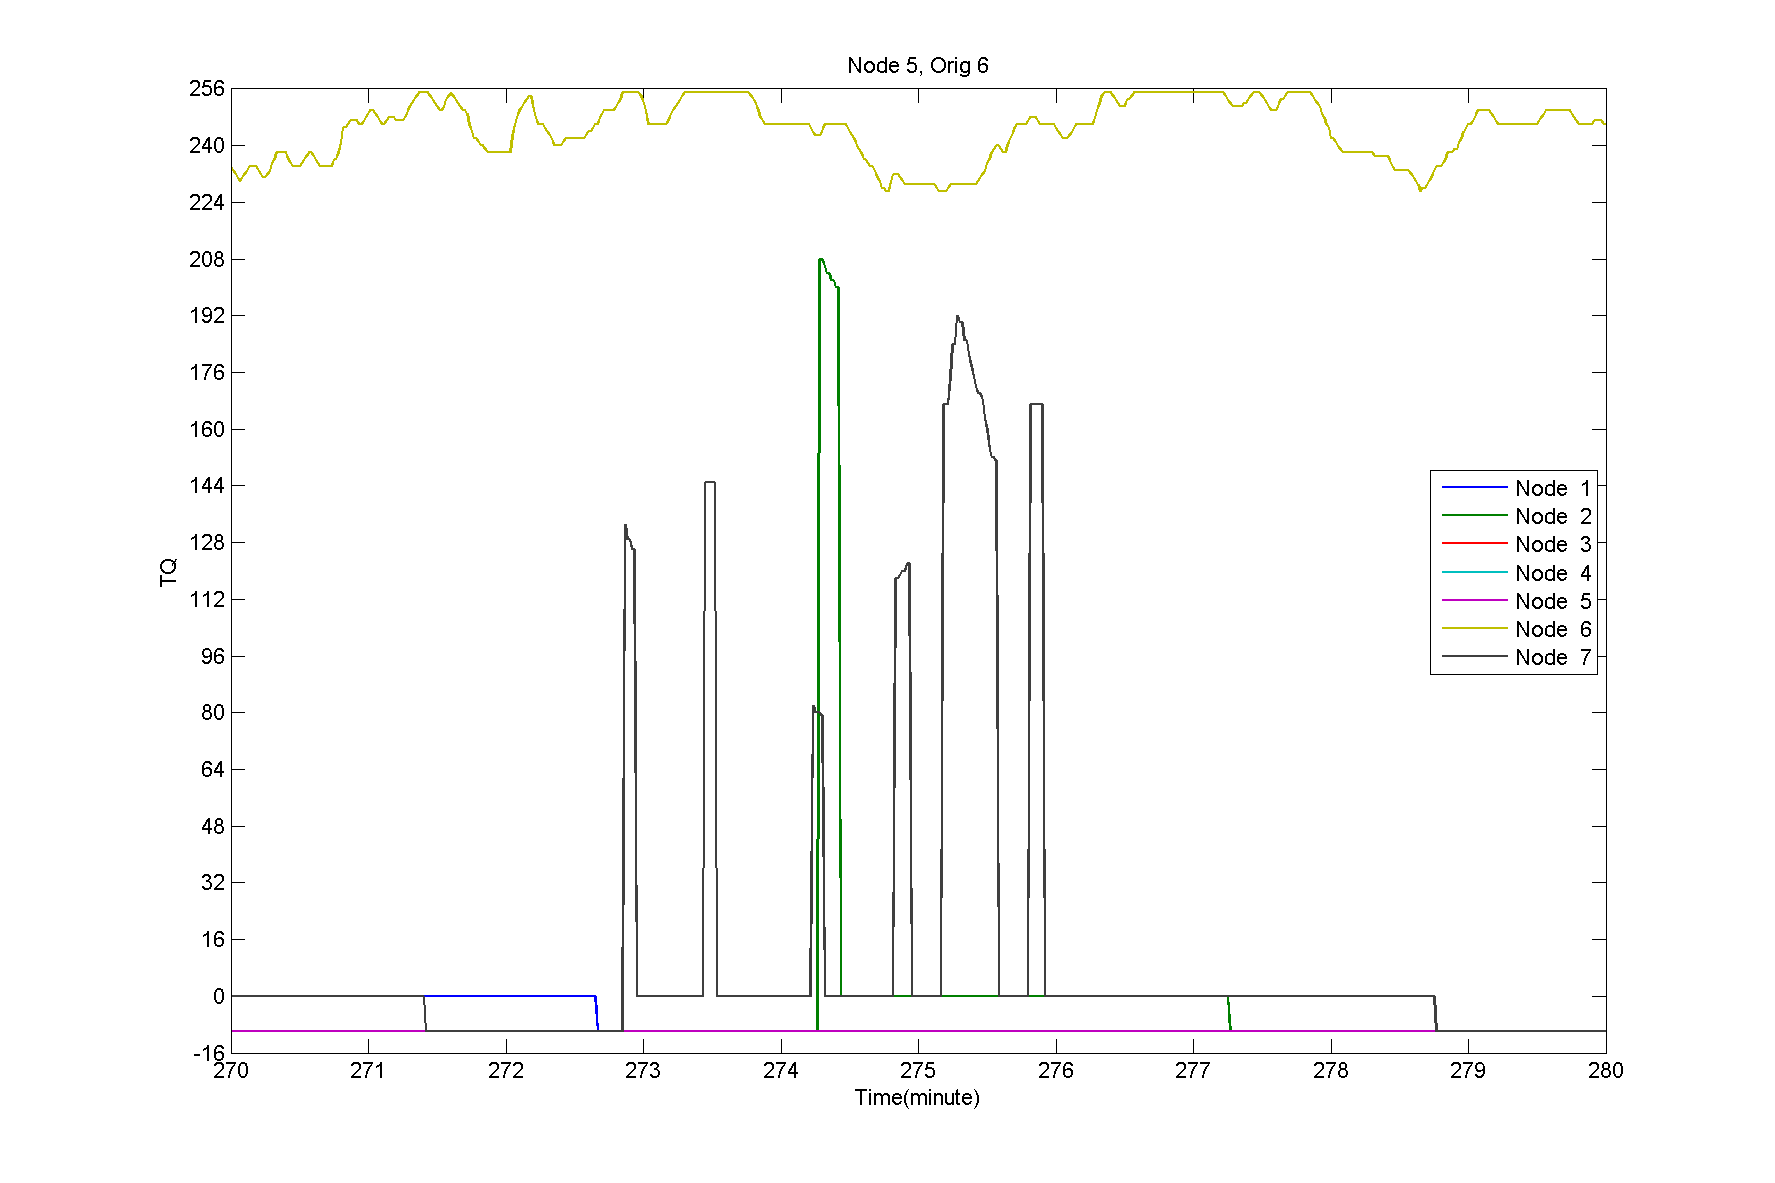 Node 5, Orig 6
256
240
224
208
192
176
160
144
128
112
96
80
64
48
32
16
0
-16
TQ
270 271 272 273 274 275 276 277 278 279 280
Time(minute)
Node 1
Node 2
Node 3
Node 4
Node 5
Node 6
Node 7